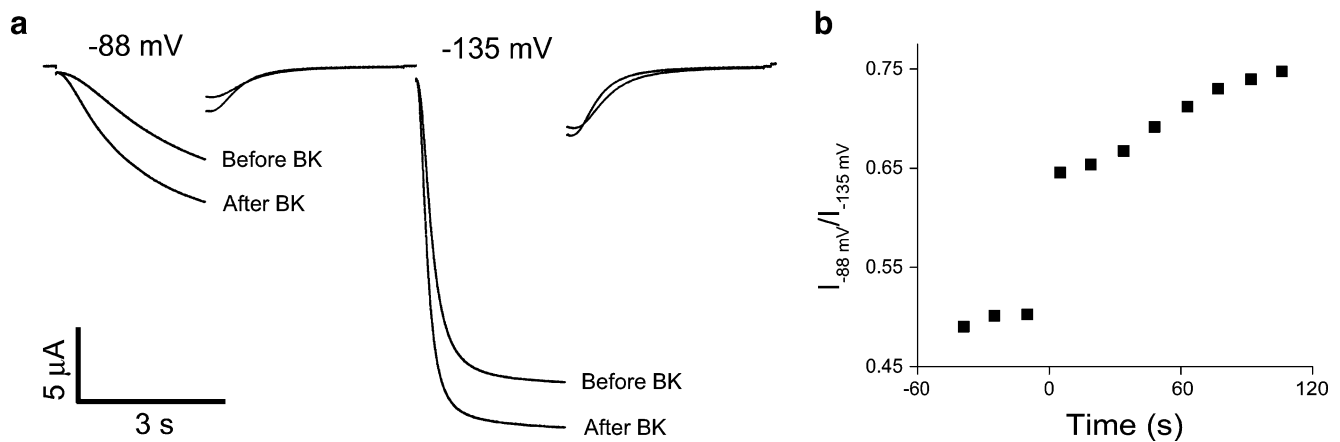 a
-88 mV
-135 mV
Before BK
After BK
Before BK
After BK
5 µA
3 s
b
0.75
0.65
0.55
0.45
-60
0
60
120
I-88 mV/I-135 mV
Time (s)